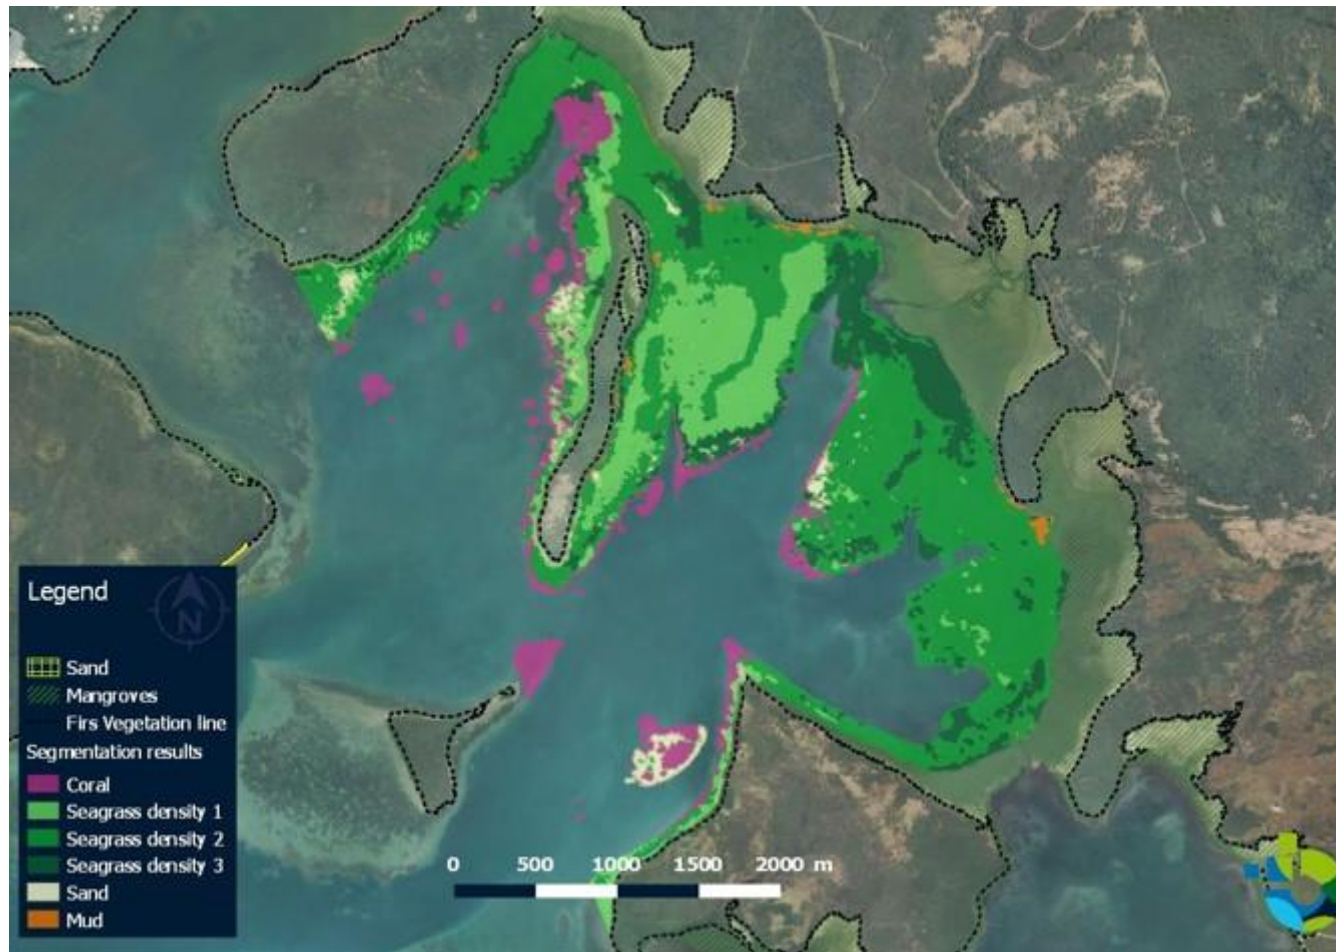 Legend
N
Sand
Mangroves
Firs Vegetation line
Segmentation results
Coral
Seagrass density 1
Seagrass density 2
Seagrass density 3
Sand
Mud
0 500 1000 1500 2000 m